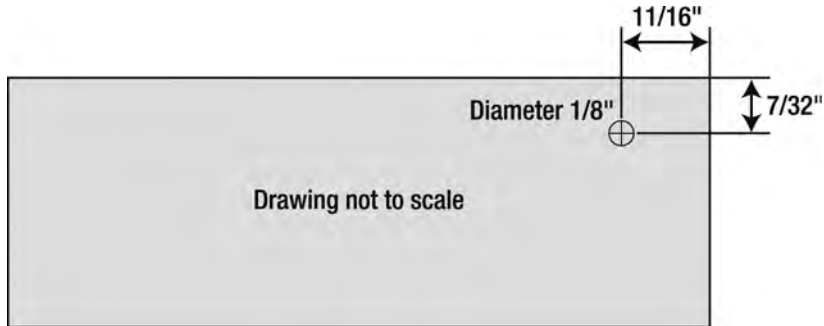 11/16"
Diameter 1/8"
7/32"
Drawing not to scale